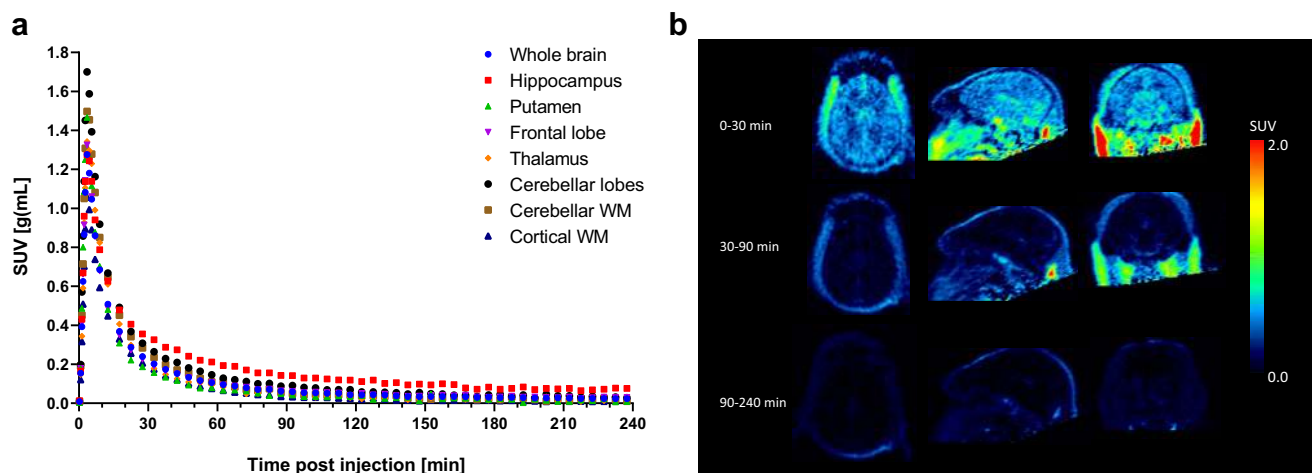 a
1.8
1.6
1.4
1.2
1.0
0.8
0.6
0.4
0.2
0.0
SUV [g(mL]
0
30
60
90
120
150
180
210
240
Time post injection [min]
Whole brain
Hippocampus
Putamen
Frontal lobe
Thalamus
Cerebellar lobes
Cerebellar WM
Cortical WM
b
0-30 min
30-90 min
90-240 min
SUV
2.0
0.0